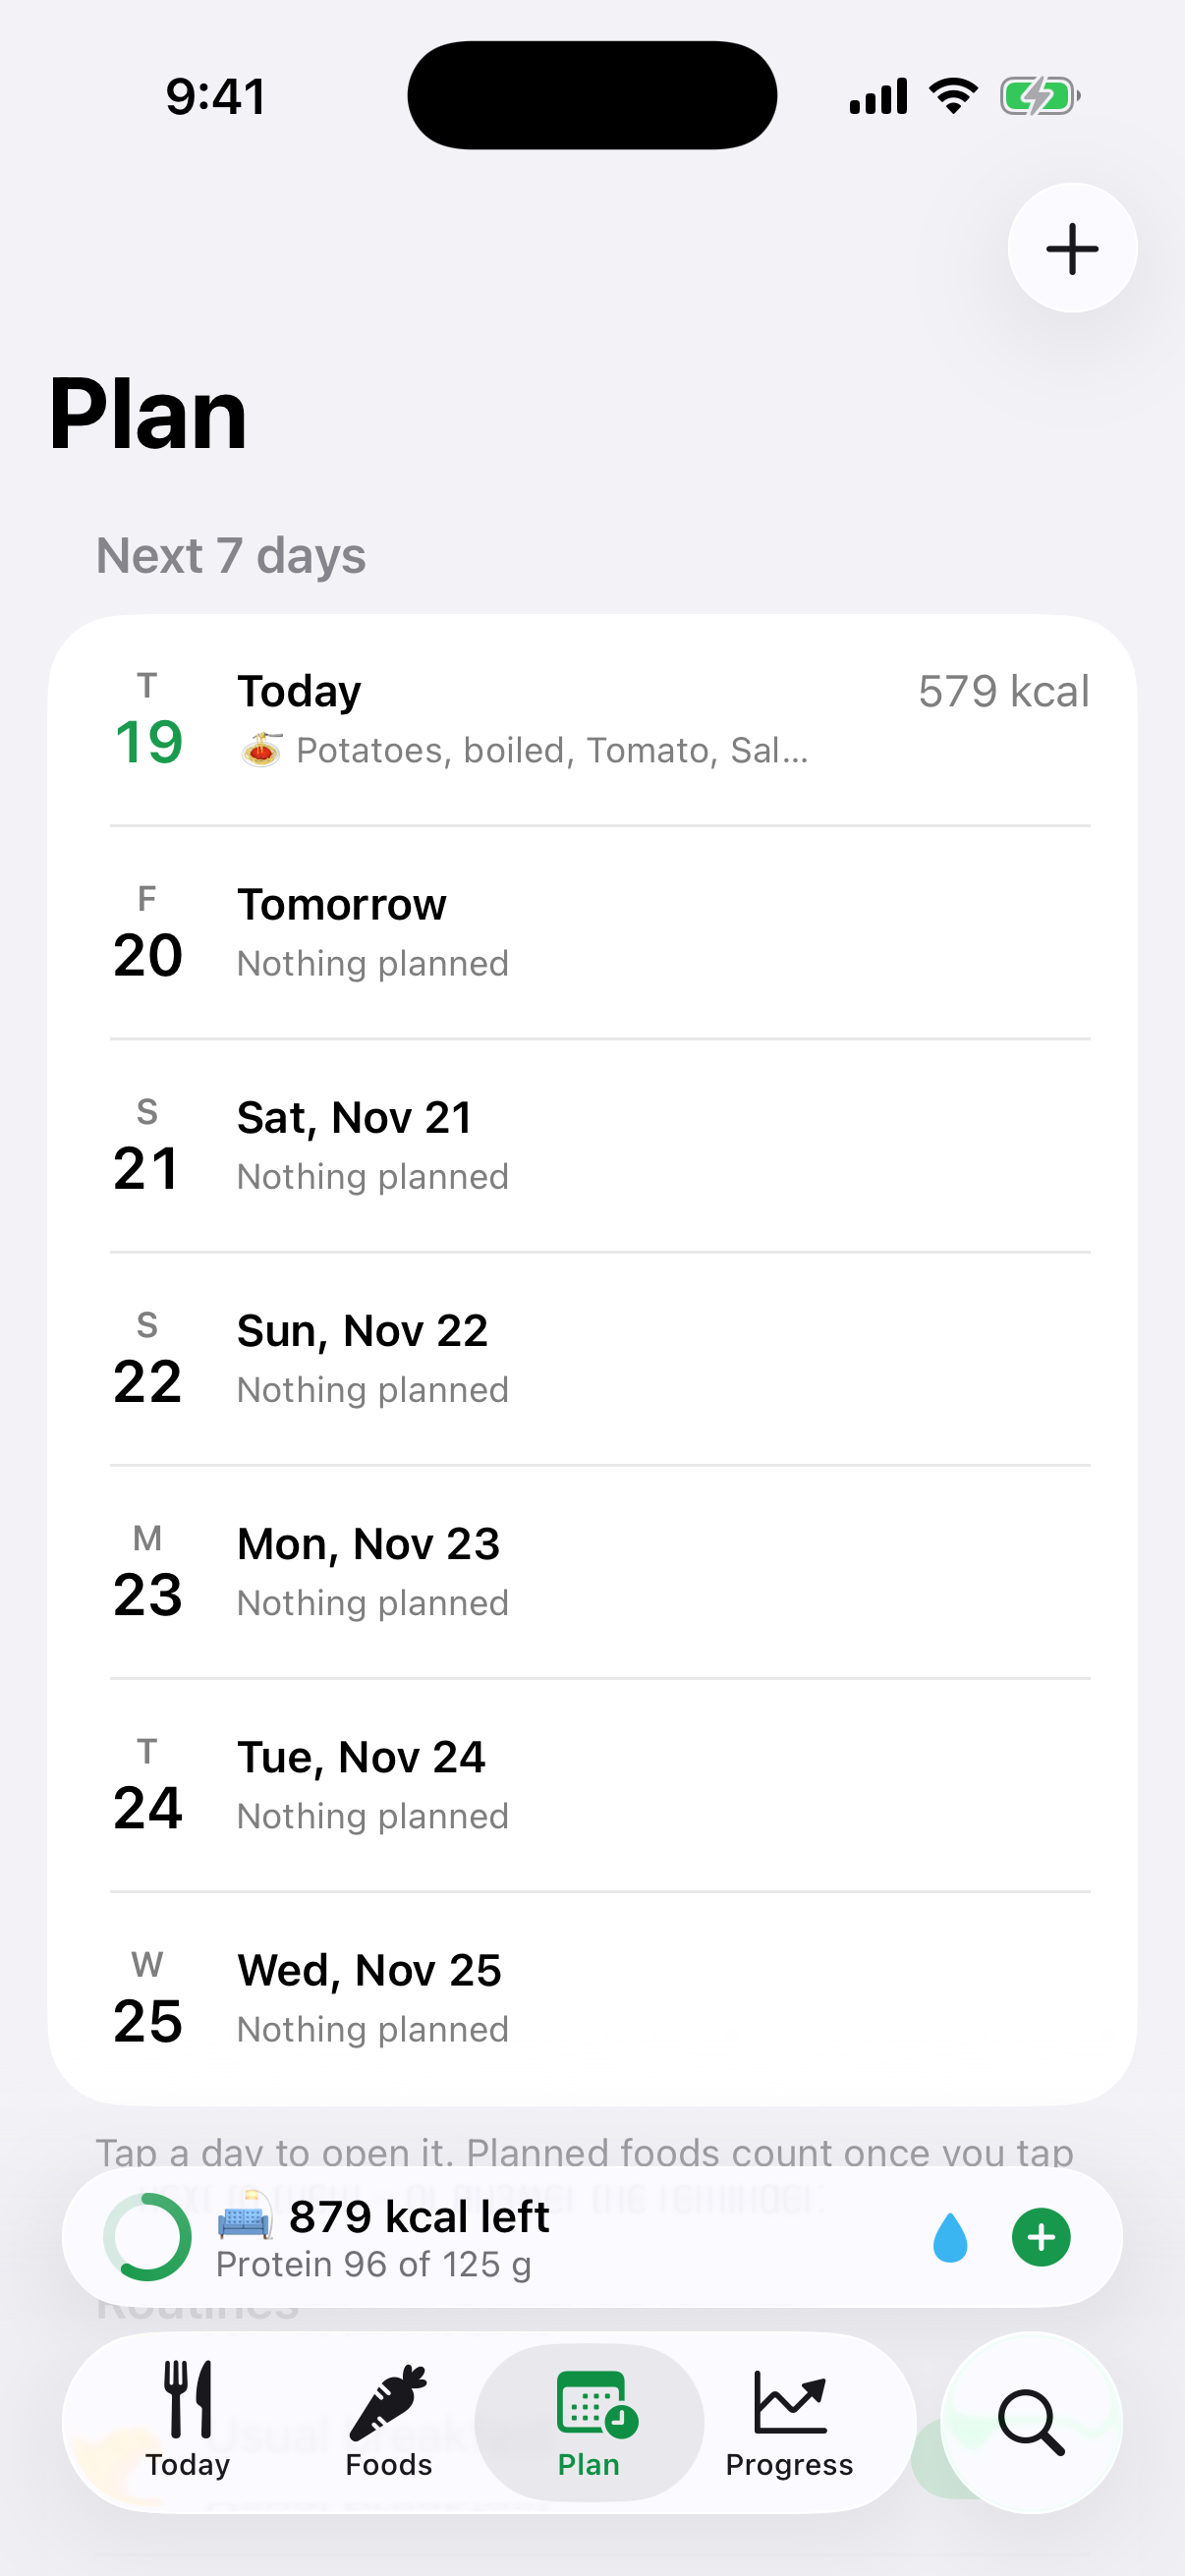 9:41
Plan
Next 7 days
T
19
Today
579 kcal
Potatoes, boiled, Tomato, Sal...
F
20
Tomorrow
Nothing planned
S
21
Sat, Nov 21
Nothing planned
S
22
Sun, Nov 22
Nothing planned
M
23
Mon, Nov 23
Nothing planned
T
24
Tue, Nov 24
Nothing planned
W
25
Wed, Nov 25
Nothing planned
Tap a day to open it. Planned foods count once you tap
879 kcal left
Protein 96 of 125 g
Routines
Usual
Today
Foods
Plan
Progress